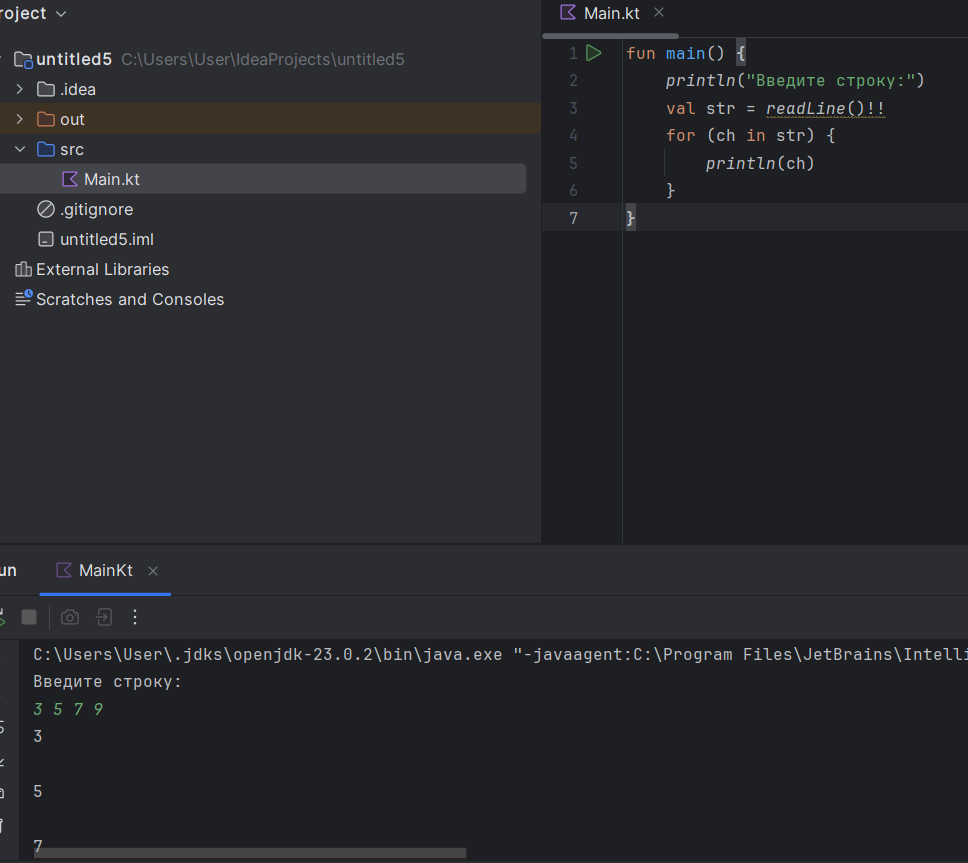 roject
untitled5 C:\Users\User\IdeaProjects\untitled5
.idea
out
src
Main.kt
.gitignore
untitled5.iml
External Libraries
Scratches and Consoles
Main.kt
1 fun main() {
2 println("Введите строку:")
3 val str = readLine()!!
4 for (ch in str) {
5 println(ch)
6 }
7 }
un MainKt
C:\Users\User\.jdks\openjdk-23.0.2\bin\java.exe "-javaagent:C:\Program Files\JetBrains\Intelli
Введите строку:
3 5 7 9
3
5
7